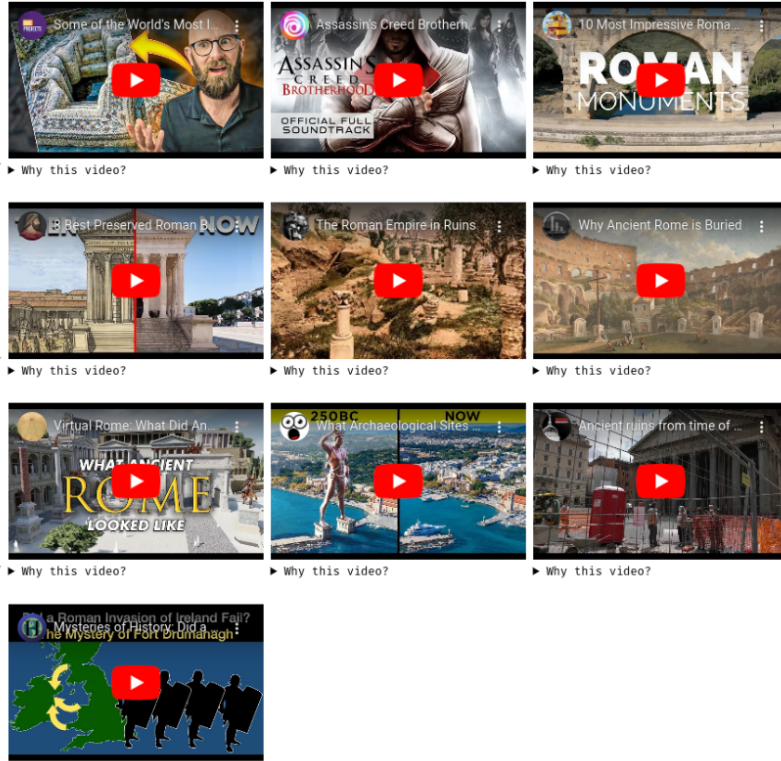 Some of the World's Most I...
Assassin's Creed Brotherh...
10 Most Impressive Roma...
PROJECTS
ASSASSIN'S
CREED
BROTHERHOOD
OFFICIAL FULL
SOUNDTRACK
ROMAN
MONUMENTS
▶ Why this video?
▶ Why this video?
▶ Why this video?
8 Best Preserved Roman B...
NOW
The Roman Empire in Ruins
Why Ancient Rome is Buried
▶ Why this video?
▶ Why this video?
▶ Why this video?
Virtual Rome: What Did An...
WHAT ANCIENT
ROME
LOOKED LIKE
250BC
NOW
What Archaeological Sites ...
Ancient ruins from time of ...
▶ Why this video?
▶ Why this video?
▶ Why this video?
Did a Roman Invasion of Ireland Fail?
Mysteries of History: Did a ...
The Mystery of Fort Drumanagh